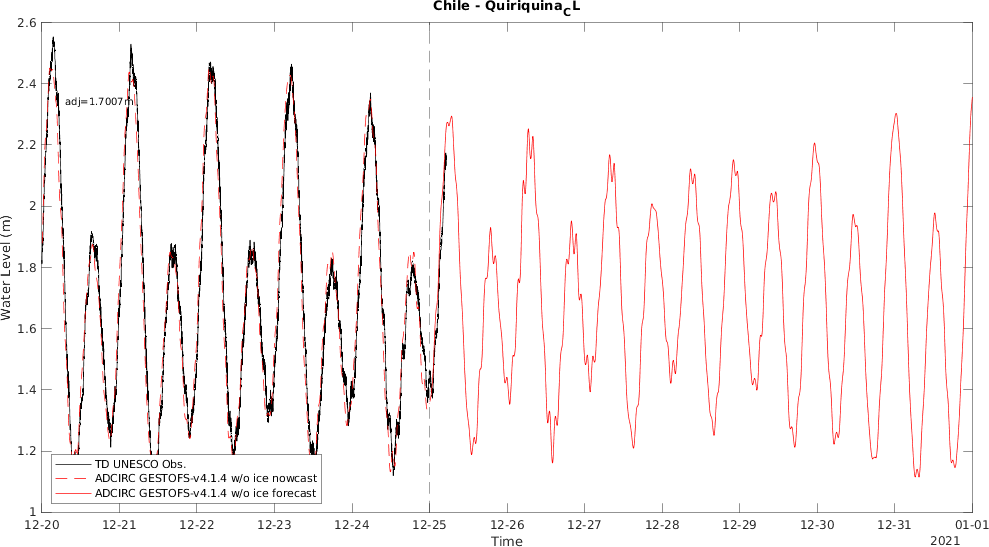 Chile - Quiriquina_CL
2.6
2.4
adj=1.7007m
2.2
2
1.8
1.6
1.4
1.2
1
Water Level (m)
TD UNESCO Obs.
ADCIRC GESTOFS-v4.1.4 w/o ice nowcast
ADCIRC GESTOFS-v4.1.4 w/o ice forecast
12-20 12-21 12-22 12-23 12-24 12-25 12-26 12-27 12-28 12-29 12-30 12-31 01-01
Time
2021